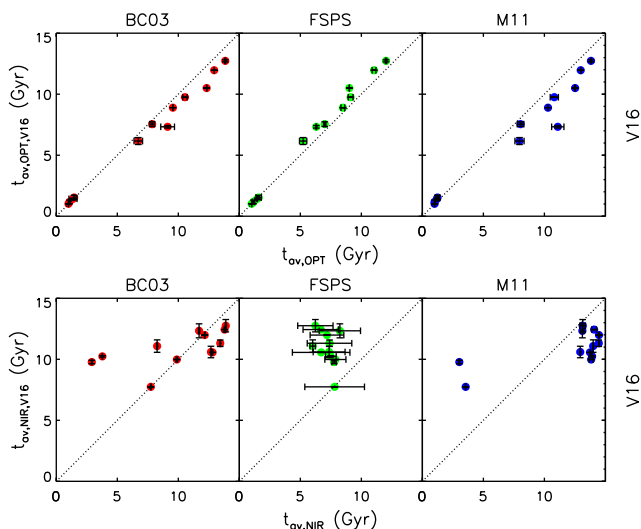 BC03 FSPS M11
15
10
5
0
t_av,OPT,V16 (Gyr)
V16
0 5 10 0 5 10 0 5 10
t_av,OPT (Gyr)
BC03 FSPS M11
15
10
5
0
t_av,NIR,V16 (Gyr)
V16
0 5 10 0 5 10 0 5 10
t_av,NIR (Gyr)